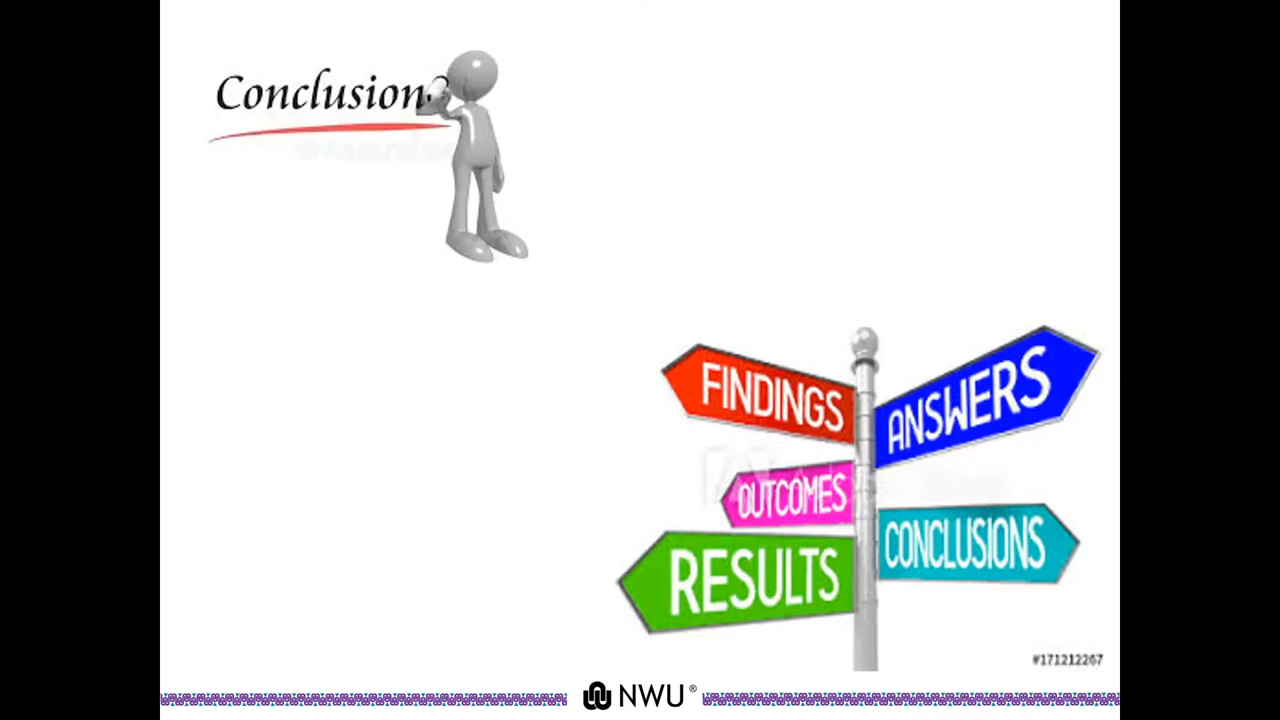 Conclusion
FINDINGS
ANSWERS
OUTCOMES
CONCLUSIONS
RESULTS
#171212267
NWU®